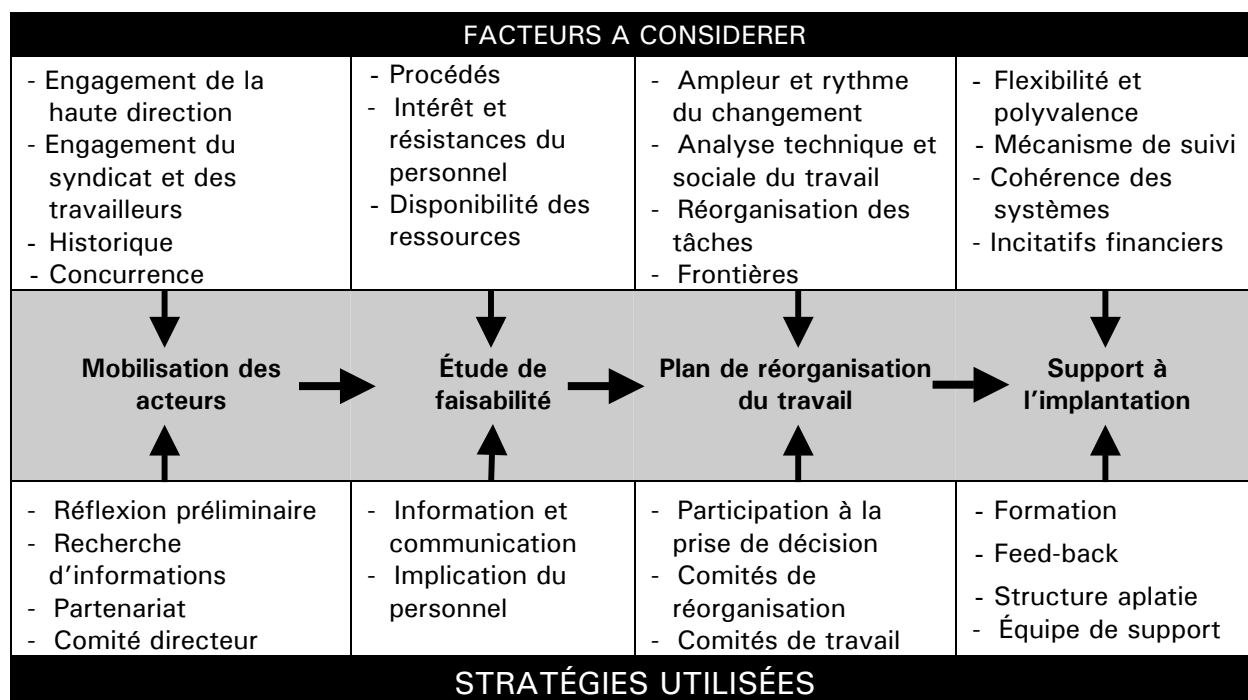 FACTEURS A CONSIDERER
- Engagement de la
haute direction
- Engagement du
syndicat et des
travailleurs
- Historique
- Concurrence
- Procédés
- Intérêt et
résistances du
personnel
- Disponibilité des
ressources
- Ampleur et rythme
du changement
- Analyse technique et
sociale du travail
- Réorganisation des
tâches
- Frontières
- Flexibilité et
polyvalence
- Mécanisme de suivi
- Cohérence des
systèmes
- Incitatifs financiers
Mobilisation des
acteurs
Étude de
faisabilité
Plan de réorganisation
du travail
Support à
l'implantation
- Réflexion préliminaire
- Recherche
d'informations
- Partenariat
- Comité directeur
- Information et
communication
- Implication du
personnel
- Participation à la
prise de décision
- Comités de
réorganisation
- Comités de travail
- Formation
- Feed-back
- Structure aplatie
- Équipe de support
STRATÉGIES UTILISÉES